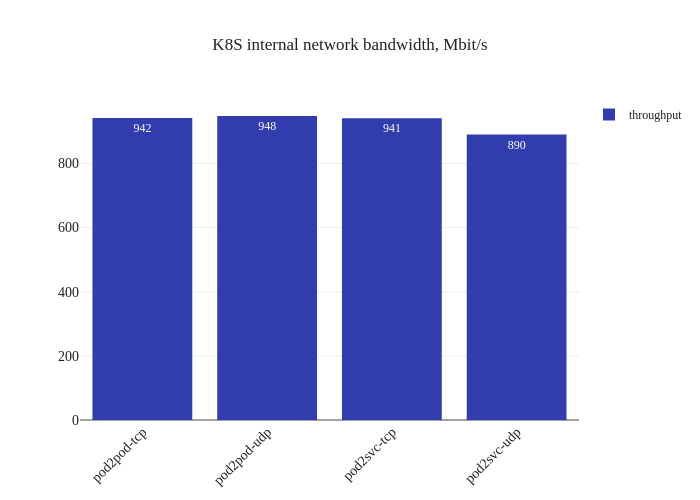 K8S internal network bandwidth, Mbit/s
throughput
942
948
941
890
800
600
400
200
0
pod2pod-tcp
pod2pod-udp
pod2svc-tcp
pod2svc-udp